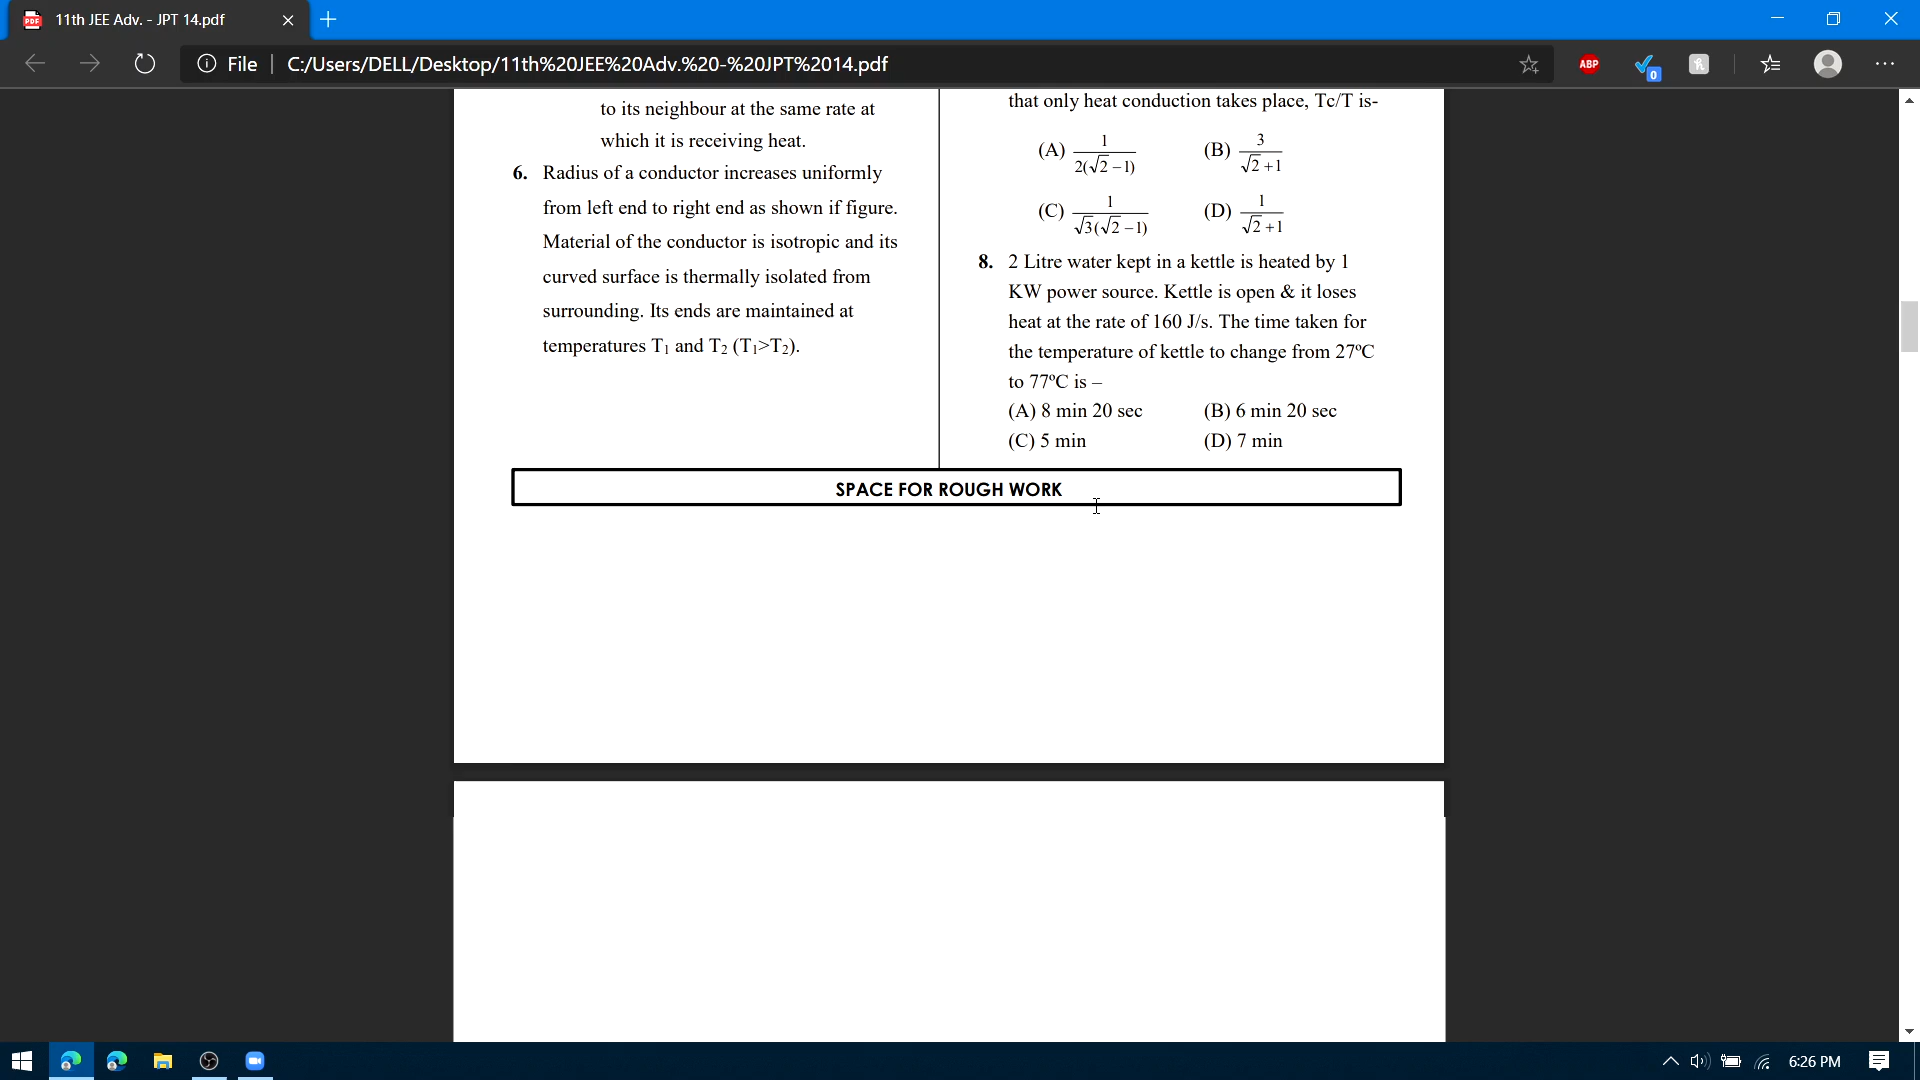 11th JEE Adv. - JPT 14.pdf
File | C:/Users/DELL/Desktop/11th%20JEE%20Adv.%20-%20JPT%2014.pdf
ABP
0
to its neighbour at the same rate at
which it is receiving heat.
6. Radius of a conductor increases uniformly
from left end to right end as shown if figure.
Material of the conductor is isotropic and its
curved surface is thermally isolated from
surrounding. Its ends are maintained at
temperatures T₁ and T₂ (T₁>T₂).
that only heat conduction takes place, Tc/T is-
(A) 1/(2(√2−1)) (B) 3/(√2+1)
(C) 1/(√3(√2−1)) (D) 1/(√2+1)
8. 2 Litre water kept in a kettle is heated by 1
KW power source. Kettle is open & it loses
heat at the rate of 160 J/s. The time taken for
the temperature of kettle to change from 27ºC
to 77ºC is –
(A) 8 min 20 sec (B) 6 min 20 sec
(C) 5 min (D) 7 min
SPACE FOR ROUGH WORK
6:26 PM